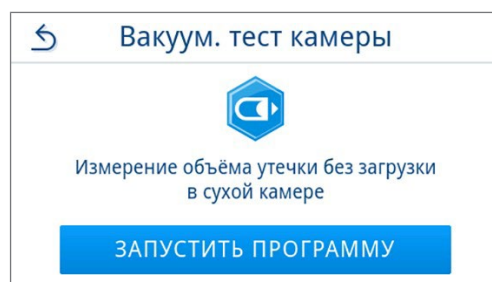 Вакуум. тест камеры
Измерение объёма утечки без загрузки
в сухой камере
ЗАПУСТИТЬ ПРОГРАММУ